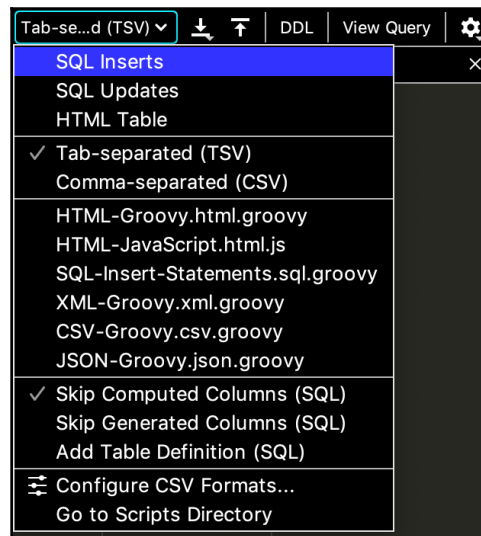 Tab-se...d (TSV) DDL View Query
SQL Inserts
SQL Updates
HTML Table
Tab-separated (TSV)
Comma-separated (CSV)
HTML-Groovy.html.groovy
HTML-JavaScript.html.js
SQL-Insert-Statements.sql.groovy
XML-Groovy.xml.groovy
CSV-Groovy.csv.groovy
JSON-Groovy.json.groovy
Skip Computed Columns (SQL)
Skip Generated Columns (SQL)
Add Table Definition (SQL)
Configure CSV Formats...
Go to Scripts Directory